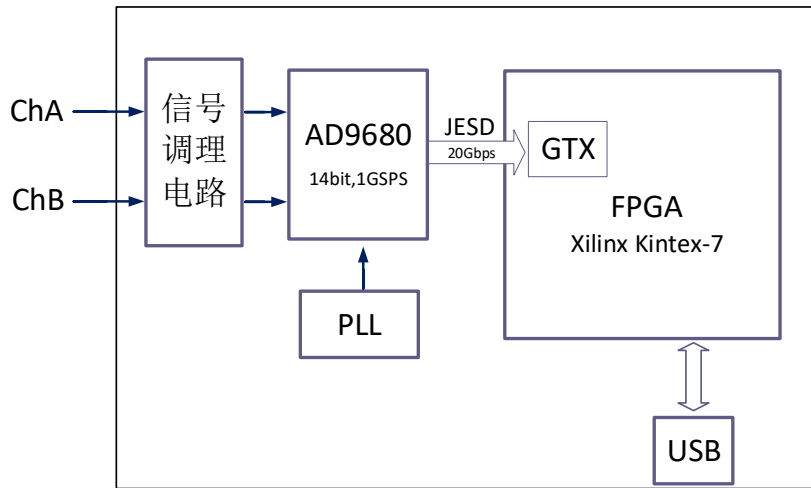 ChA
ChB
信号
调理
电路
AD9680
14bit,1GSPS
JESD
20Gbps
GTX
FPGA
Xilinx Kintex-7
PLL
USB